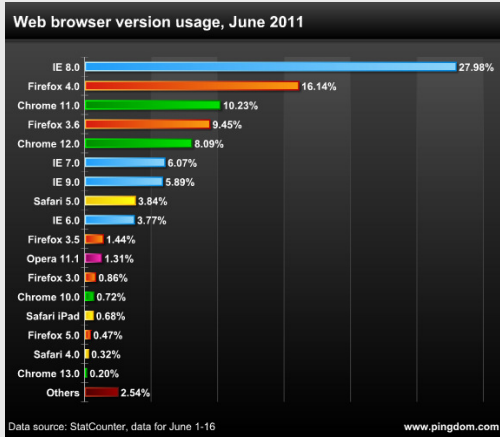 Web browser version usage, June 2011
IE 8.0 27.98%
Firefox 4.0 16.14%
Chrome 11.0 10.23%
Firefox 3.6 9.45%
Chrome 12.0 8.09%
IE 7.0 6.07%
IE 9.0 5.89%
Safari 5.0 3.84%
IE 6.0 3.77%
Firefox 3.5 1.44%
Opera 11.1 1.31%
Firefox 3.0 0.86%
Chrome 10.0 0.72%
Safari iPad 0.68%
Firefox 5.0 0.47%
Safari 4.0 0.32%
Chrome 13.0 0.20%
Others 2.54%
Data source: StatCounter, data for June 1-16 www.pingdom.com